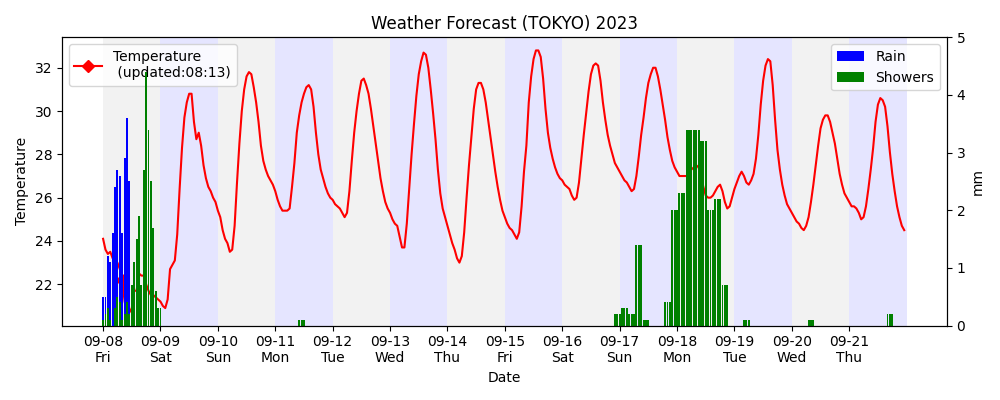 Weather Forecast (TOKYO) 2023
Temperature
(updated:08:13)
Rain
Showers
Temperature
32
30
28
26
24
22
5
4
3
2
1
0
mm
09-08 09-09 09-10 09-11 09-12 09-13 09-14 09-15 09-16 09-17 09-18 09-19 09-20 09-21
Fri Sat Sun Mon Tue Wed Thu Fri Sat Sun Mon Tue Wed Thu
Date